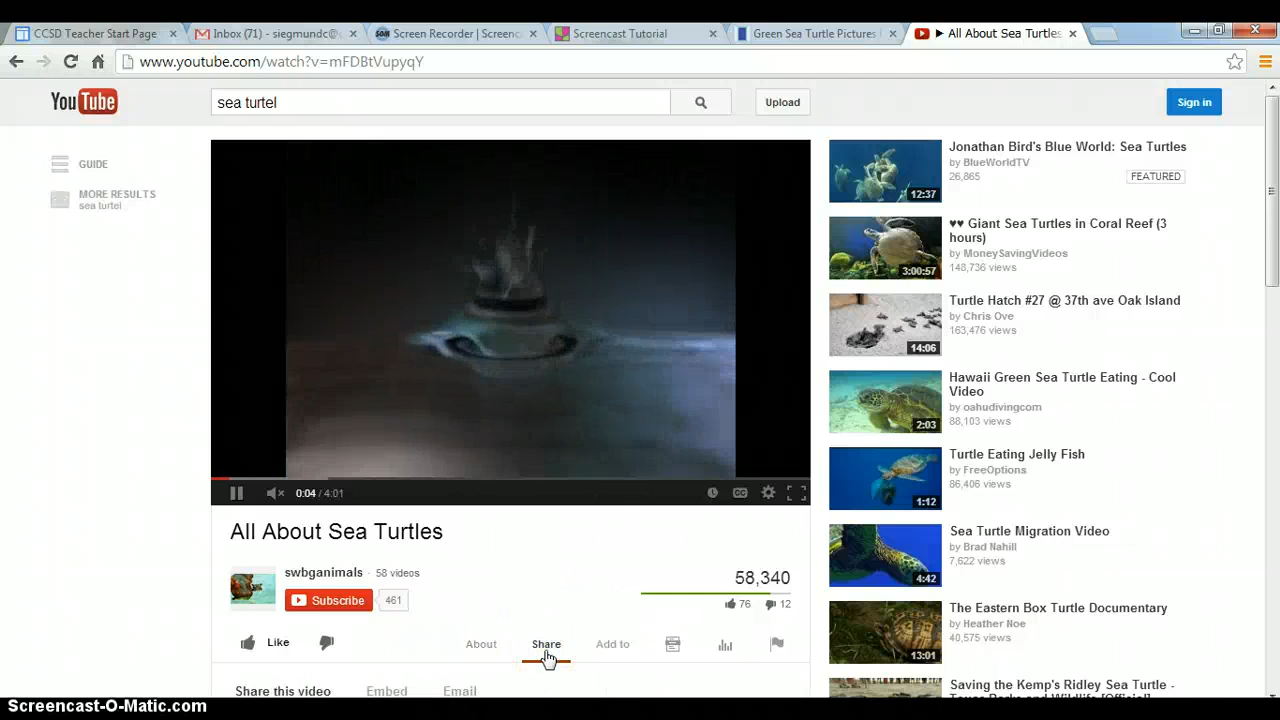 CCSD Teacher Start Page
Inbox (71) - siegmundc@
Screen Recorder | Screenc
Screencast Tutorial
Green Sea Turtle Pictures
▶ All About Sea Turtles
www.youtube.com/watch?v=mFDBtVupyqY
YouTube
sea turtel
Upload
Sign in
GUIDE
MORE RESULTS
sea turtel
0:04 / 4:01
CC
All About Sea Turtles
swbganimals · 58 videos
Subscribe 461
58,340
76 12
Like
About
Share
Add to
Share this video
Embed
Email
Jonathan Bird's Blue World: Sea Turtles
by BlueWorldTV
26,865
FEATURED
12:37
♥♥ Giant Sea Turtles in Coral Reef (3
hours)
by MoneySavingVideos
148,736 views
3:00:57
Turtle Hatch #27 @ 37th ave Oak Island
by Chris Ove
163,476 views
14:06
Hawaii Green Sea Turtle Eating - Cool
Video
by oahudivingcom
88,103 views
2:03
Turtle Eating Jelly Fish
by FreeOptions
86,406 views
1:12
Sea Turtle Migration Video
by Brad Nahill
7,622 views
4:42
The Eastern Box Turtle Documentary
by Heather Noe
40,575 views
13:01
Saving the Kemp's Ridley Sea Turtle -
Texas Parks and Wildlife [Official]
Screencast-O-Matic.com